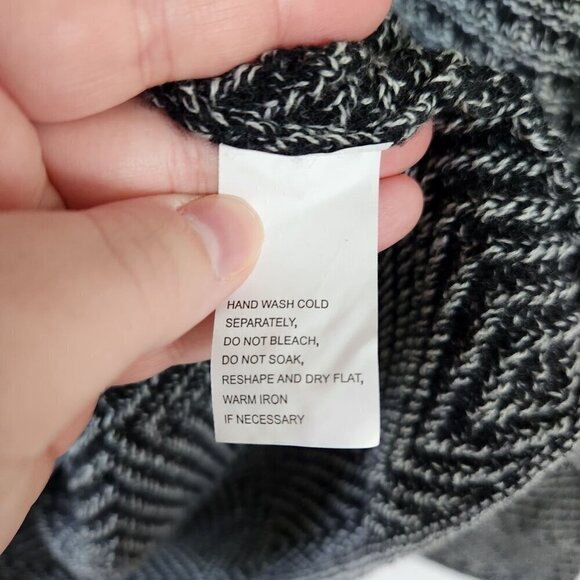 HAND WASH COLD
SEPARATELY,
DO NOT BLEACH,
DO NOT SOAK,
RESHAPE AND DRY FLAT,
WARM IRON
IF NECESSARY